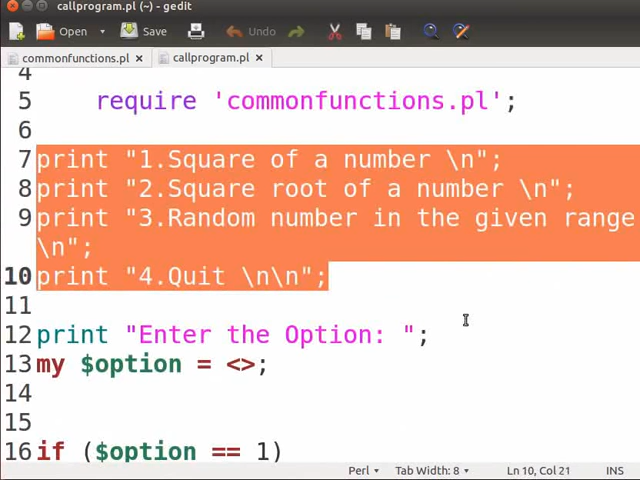 callprogram.pl (~) - gedit
Open Save Undo
commonfunctions.pl × callprogram.pl ×
4
5 require 'commonfunctions.pl';
6
7 print "1.Square of a number \n";
8 print "2.Square root of a number \n";
9 print "3.Random number in the given range
\n";
10 print "4.Quit \n\n";
11
12 print "Enter the Option: ";
13 my $option = <>;
14
15
16 if ($option == 1)
Perl Tab Width: 8 Ln 10, Col 21 INS